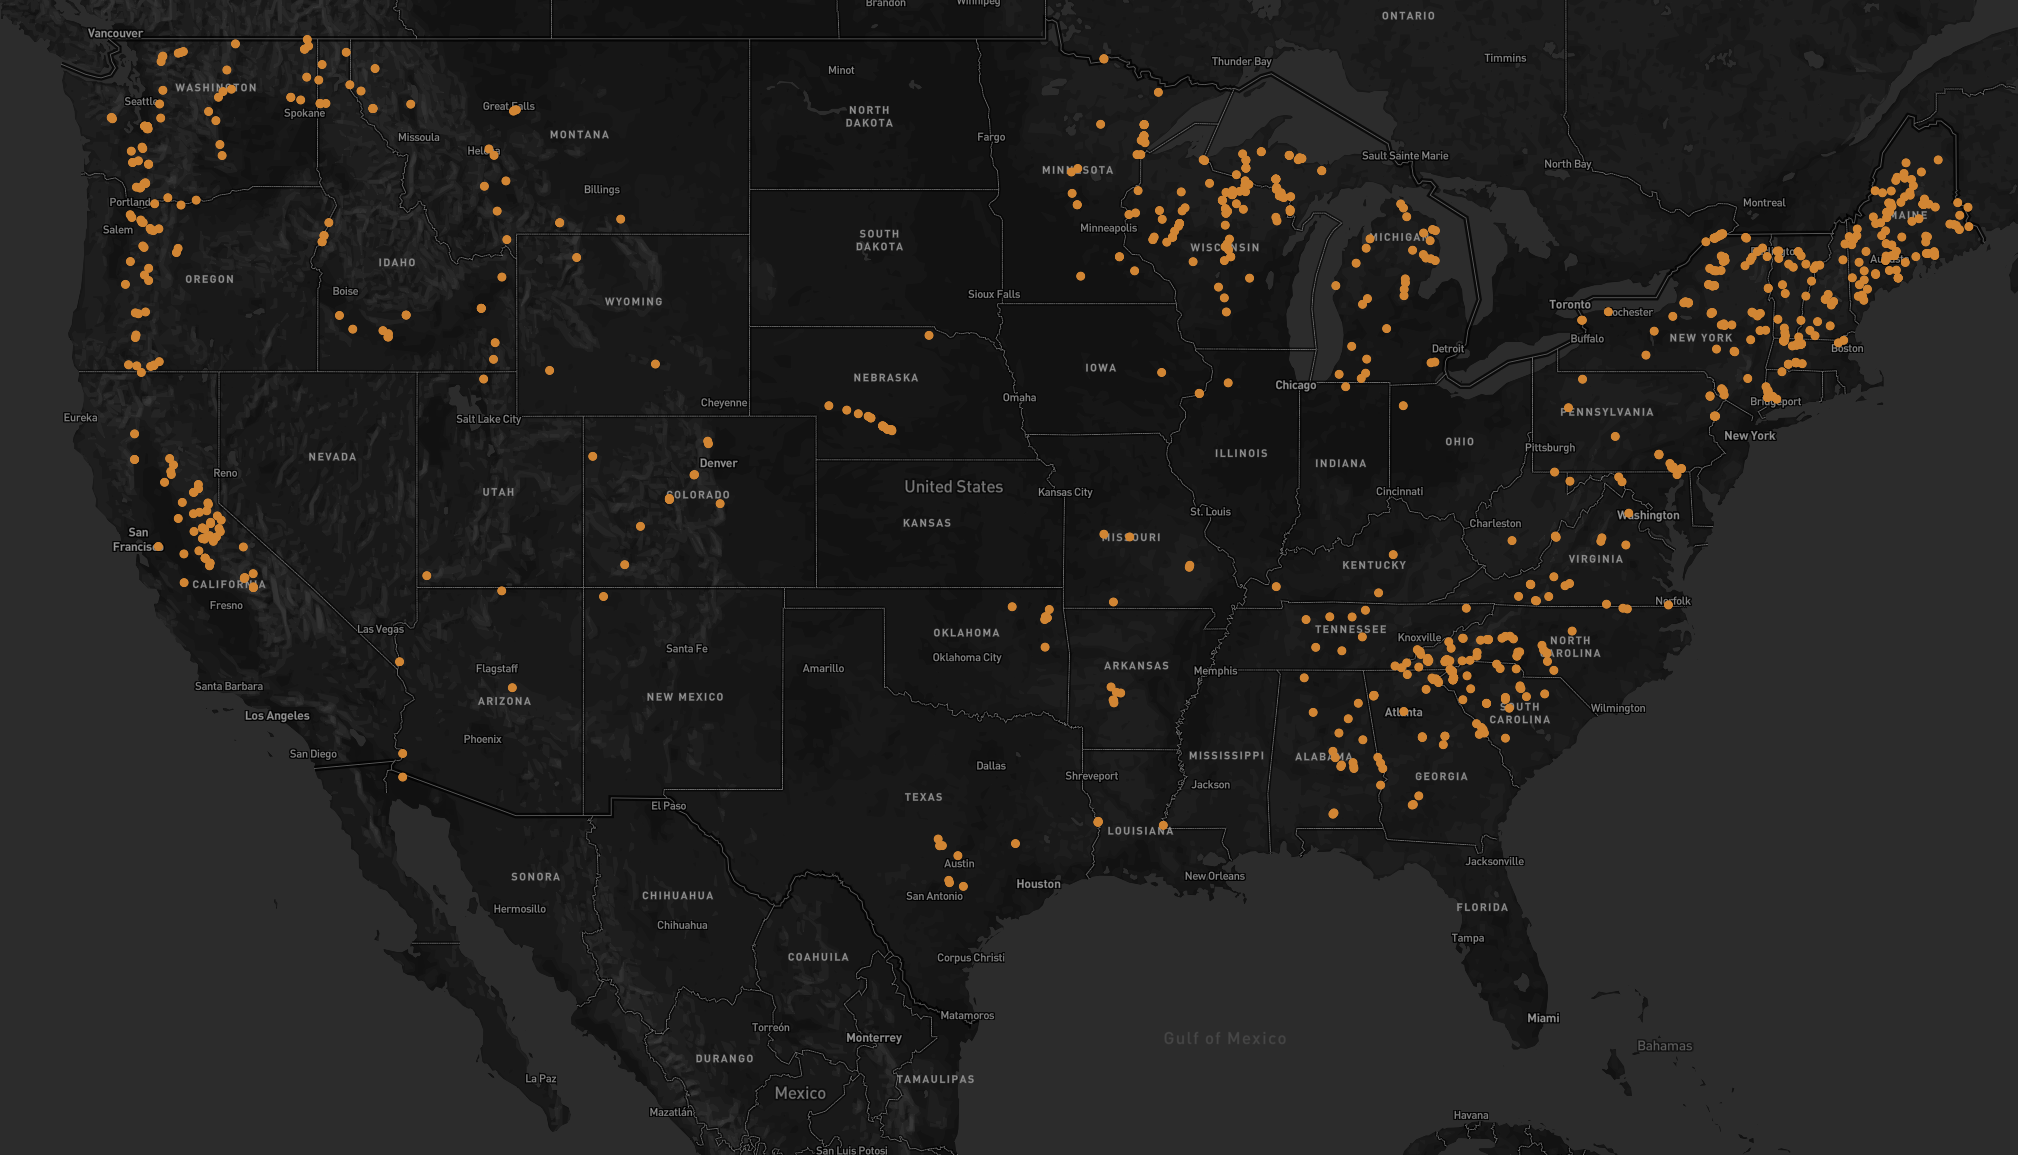 Brandon
Winnipeg
ONTARIO
Vancouver
Timmins
Thunder Bay
Minot
WASHINGTON
Seattle
Spokane
Great Falls
NORTH
DAKOTA
MONTANA
Missoula
Fargo
Helena
Sault Sainte Marie
North Bay
MINNESOTA
Billings
Portland
Montreal
MAINE
Salem
Minneapolis
SOUTH
DAKOTA
WISCONSIN
MICHIGAN
IDAHO
OREGON
Boise
WYOMING
Sioux Falls
Toronto
Rochester
Buffalo
NEW YORK
Detroit
Boston
IOWA
NEBRASKA
Chicago
Omaha
Cheyenne
Bridgeport
PENNSYLVANIA
Eureka
Salt Lake City
New York
OHIO
Pittsburgh
NEVADA
ILLINOIS
INDIANA
Denver
Reno
UTAH
COLORADO
United States
Kansas City
Cincinnati
KANSAS
St. Louis
Charleston
Washington
San
Francisco
MISSOURI
VIRGINIA
KENTUCKY
CALIFORNIA
Fresno
Norfolk
Las Vegas
OKLAHOMA
TENNESSEE
Knoxville
NORTH
CAROLINA
Santa Fe
Oklahoma City
Flagstaff
Amarillo
ARKANSAS
Memphis
Santa Barbara
ARIZONA
NEW MEXICO
Los Angeles
Atlanta
SOUTH
CAROLINA
Wilmington
Phoenix
San Diego
MISSISSIPPI
ALABAMA
Dallas
Shreveport
GEORGIA
Jackson
TEXAS
El Paso
LOUISIANA
Austin
Jacksonville
SONORA
New Orleans
Houston
San Antonio
CHIHUAHUA
Hermosillo
FLORIDA
Chihuahua
Tampa
COAHUILA
Corpus Christi
Matamoros
Miami
Torreón
Monterrey
Gulf of Mexico
Bahamas
DURANGO
La Paz
TAMAULIPAS
Mexico
Mazatlán
Havana
San Luis Potosi